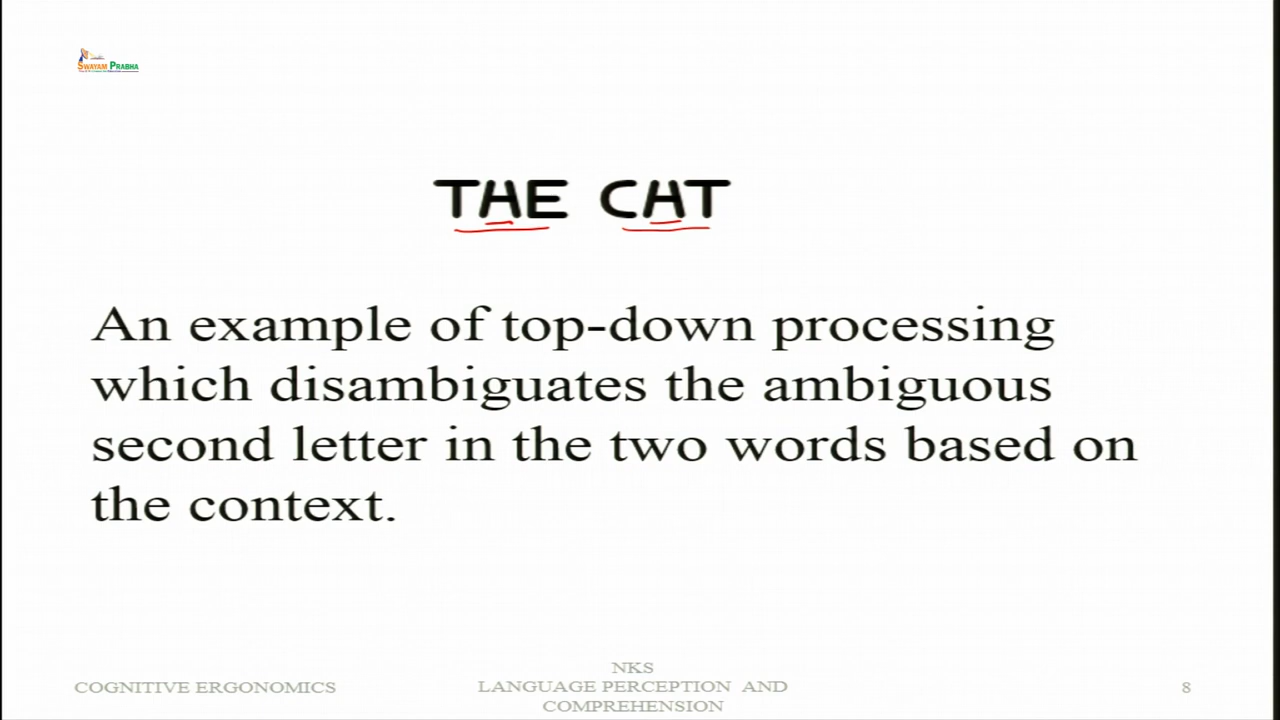 SWAYAM PRABHA
THE CAT
An example of top-down processing
which disambiguates the ambiguous
second letter in the two words based on
the context.
COGNITIVE ERGONOMICS
NKS
LANGUAGE PERCEPTION AND
COMPREHENSION
8